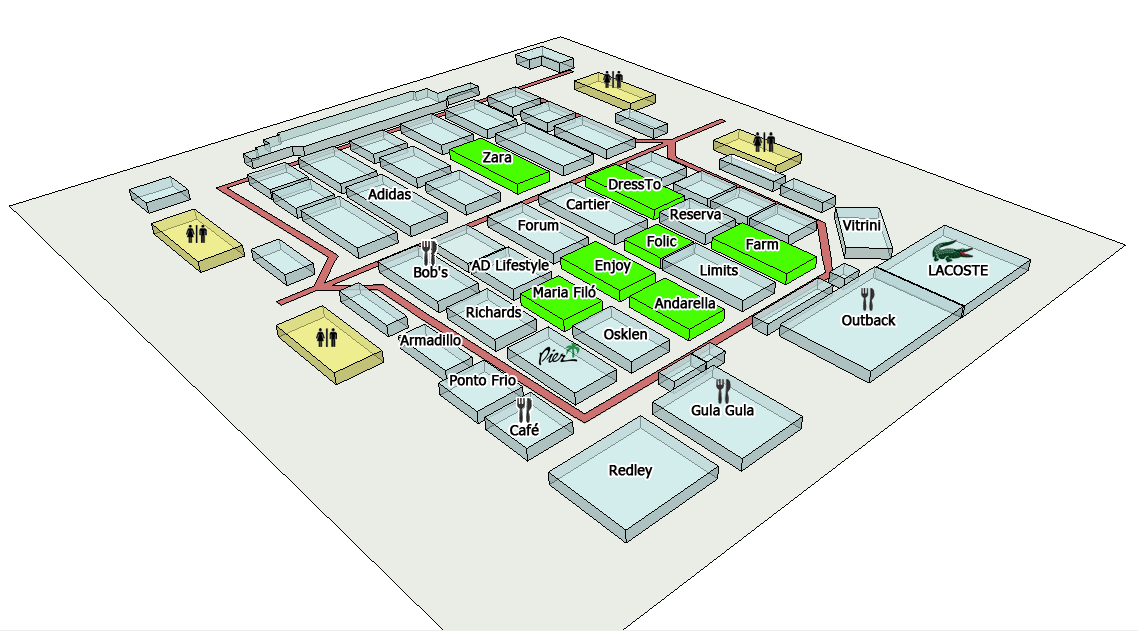 Zara
DressTo
Adidas
Cartier
Reserva
Forum
Vitrini
Folic
Farm
Bob's
AD Lifestyle
Enjoy
Limits
LACOSTE
Maria Filó
Andarella
Richards
Outback
Armadillo
Osklen
Pier
Ponto Frio
Café
Gula Gula
Redley